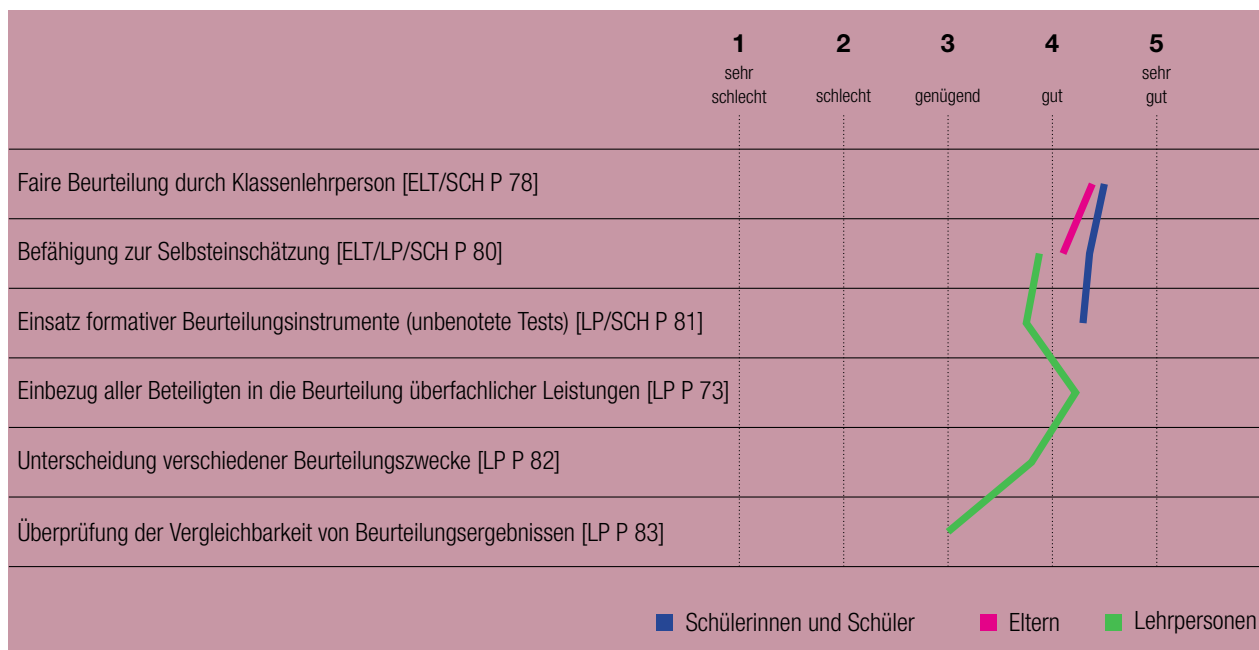 1 2 3 4 5
sehr schlecht schlecht genügend gut sehr gut
Faire Beurteilung durch Klassenlehrperson [ELT/SCH P 78]
Befähigung zur Selbsteinschätzung [ELT/LP/SCH P 80]
Einsatz formativer Beurteilungsinstrumente (unbenotete Tests) [LP/SCH P 81]
Einbezug aller Beteiligten in die Beurteilung überfachlicher Leistungen [LP P 73]
Unterscheidung verschiedener Beurteilungszwecke [LP P 82]
Überprüfung der Vergleichbarkeit von Beurteilungsergebnissen [LP P 83]
Schülerinnen und Schüler Eltern Lehrpersonen